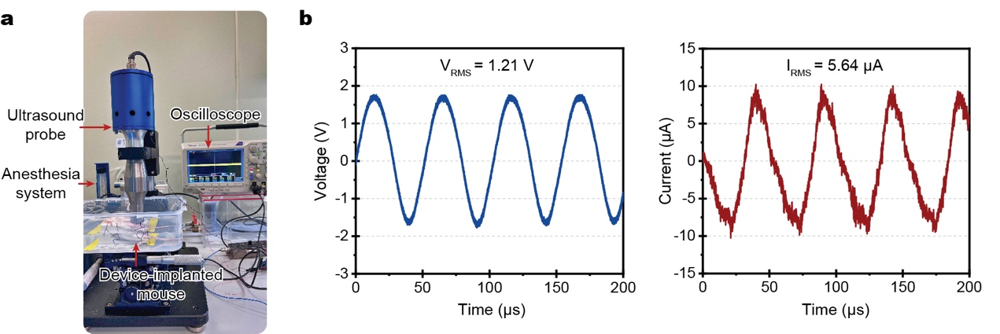 a
Ultrasound
probe
Oscilloscope
Anesthesia
system
Device-implanted
mouse
b
V_RMS = 1.21 V
Voltage (V)
3
2
1
0
-1
-2
-3
0
50
100
150
200
Time (µs)
I_RMS = 5.64 µA
Current (µA)
15
10
5
0
-5
-10
-15
0
50
100
150
200
Time (µs)